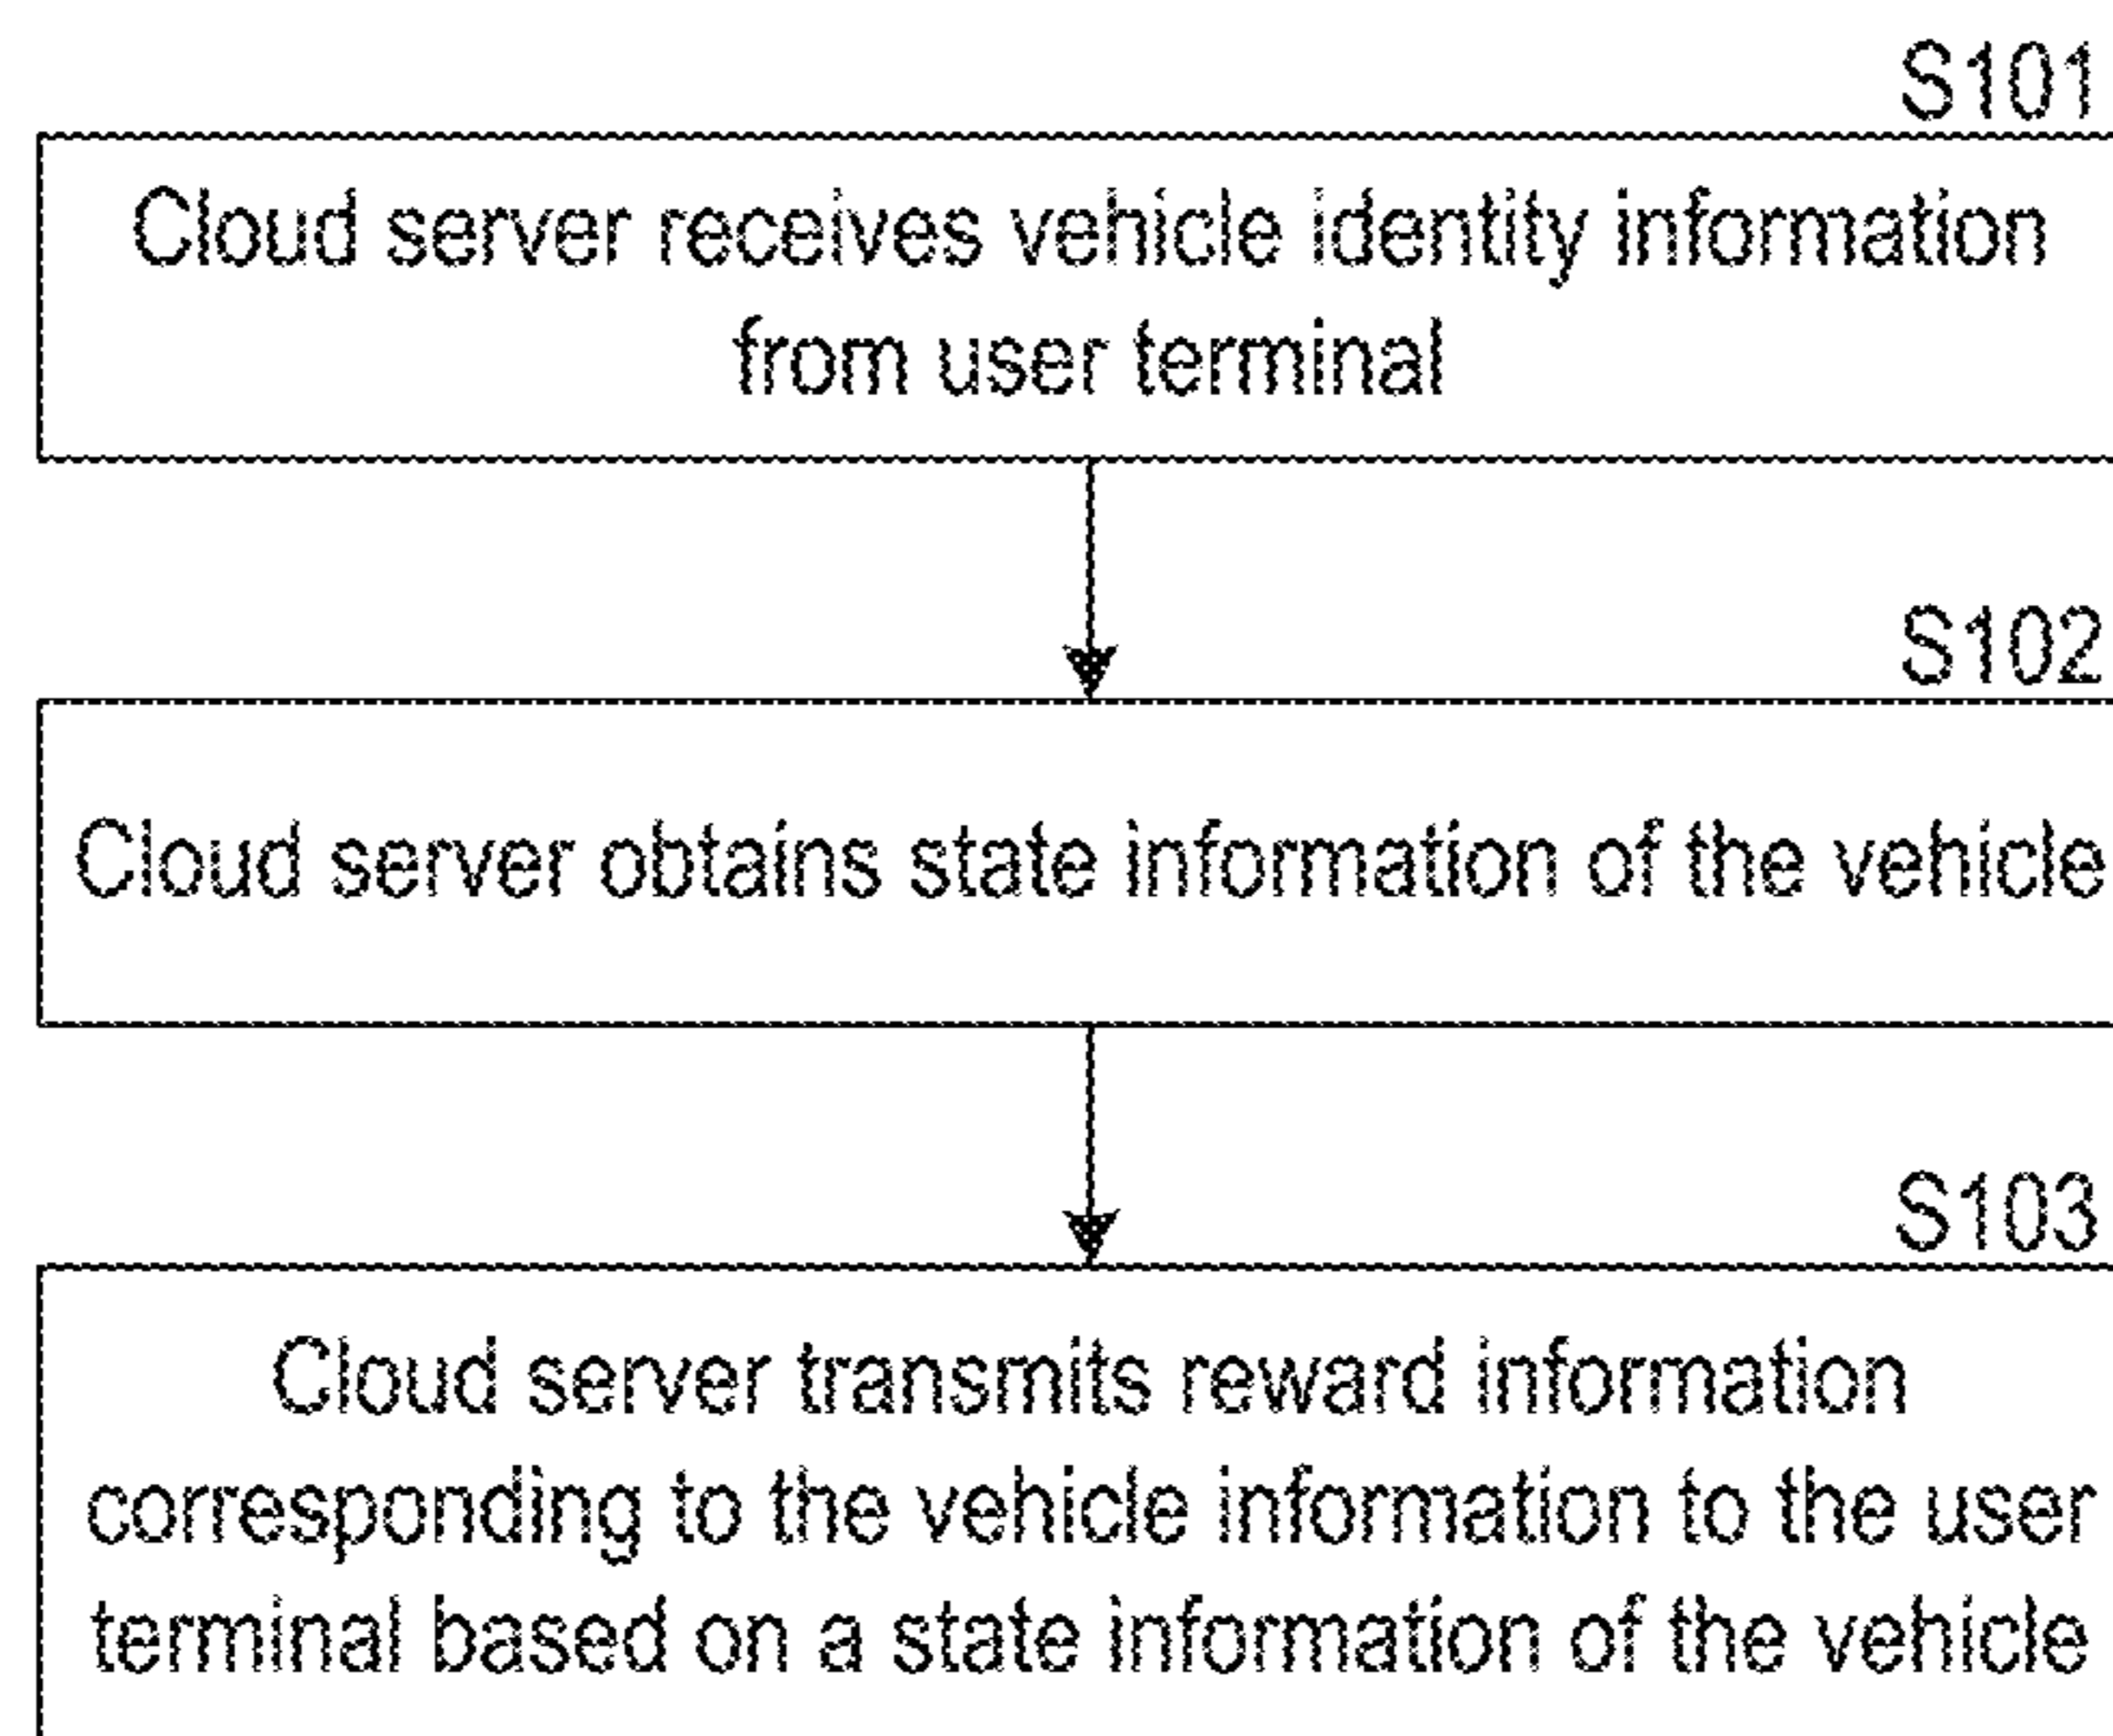 S101
Cloud server receives vehicle identity information
from user terminal
S102
Cloud server obtains state information of the vehicle
S103
Cloud server transmits reward information
corresponding to the vehicle information to the user
terminal based on a state information of the vehicle